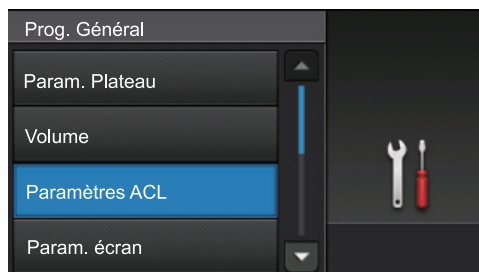 Prog. Général
Param. Plateau
Volume
Paramètres ACL
Param. écran